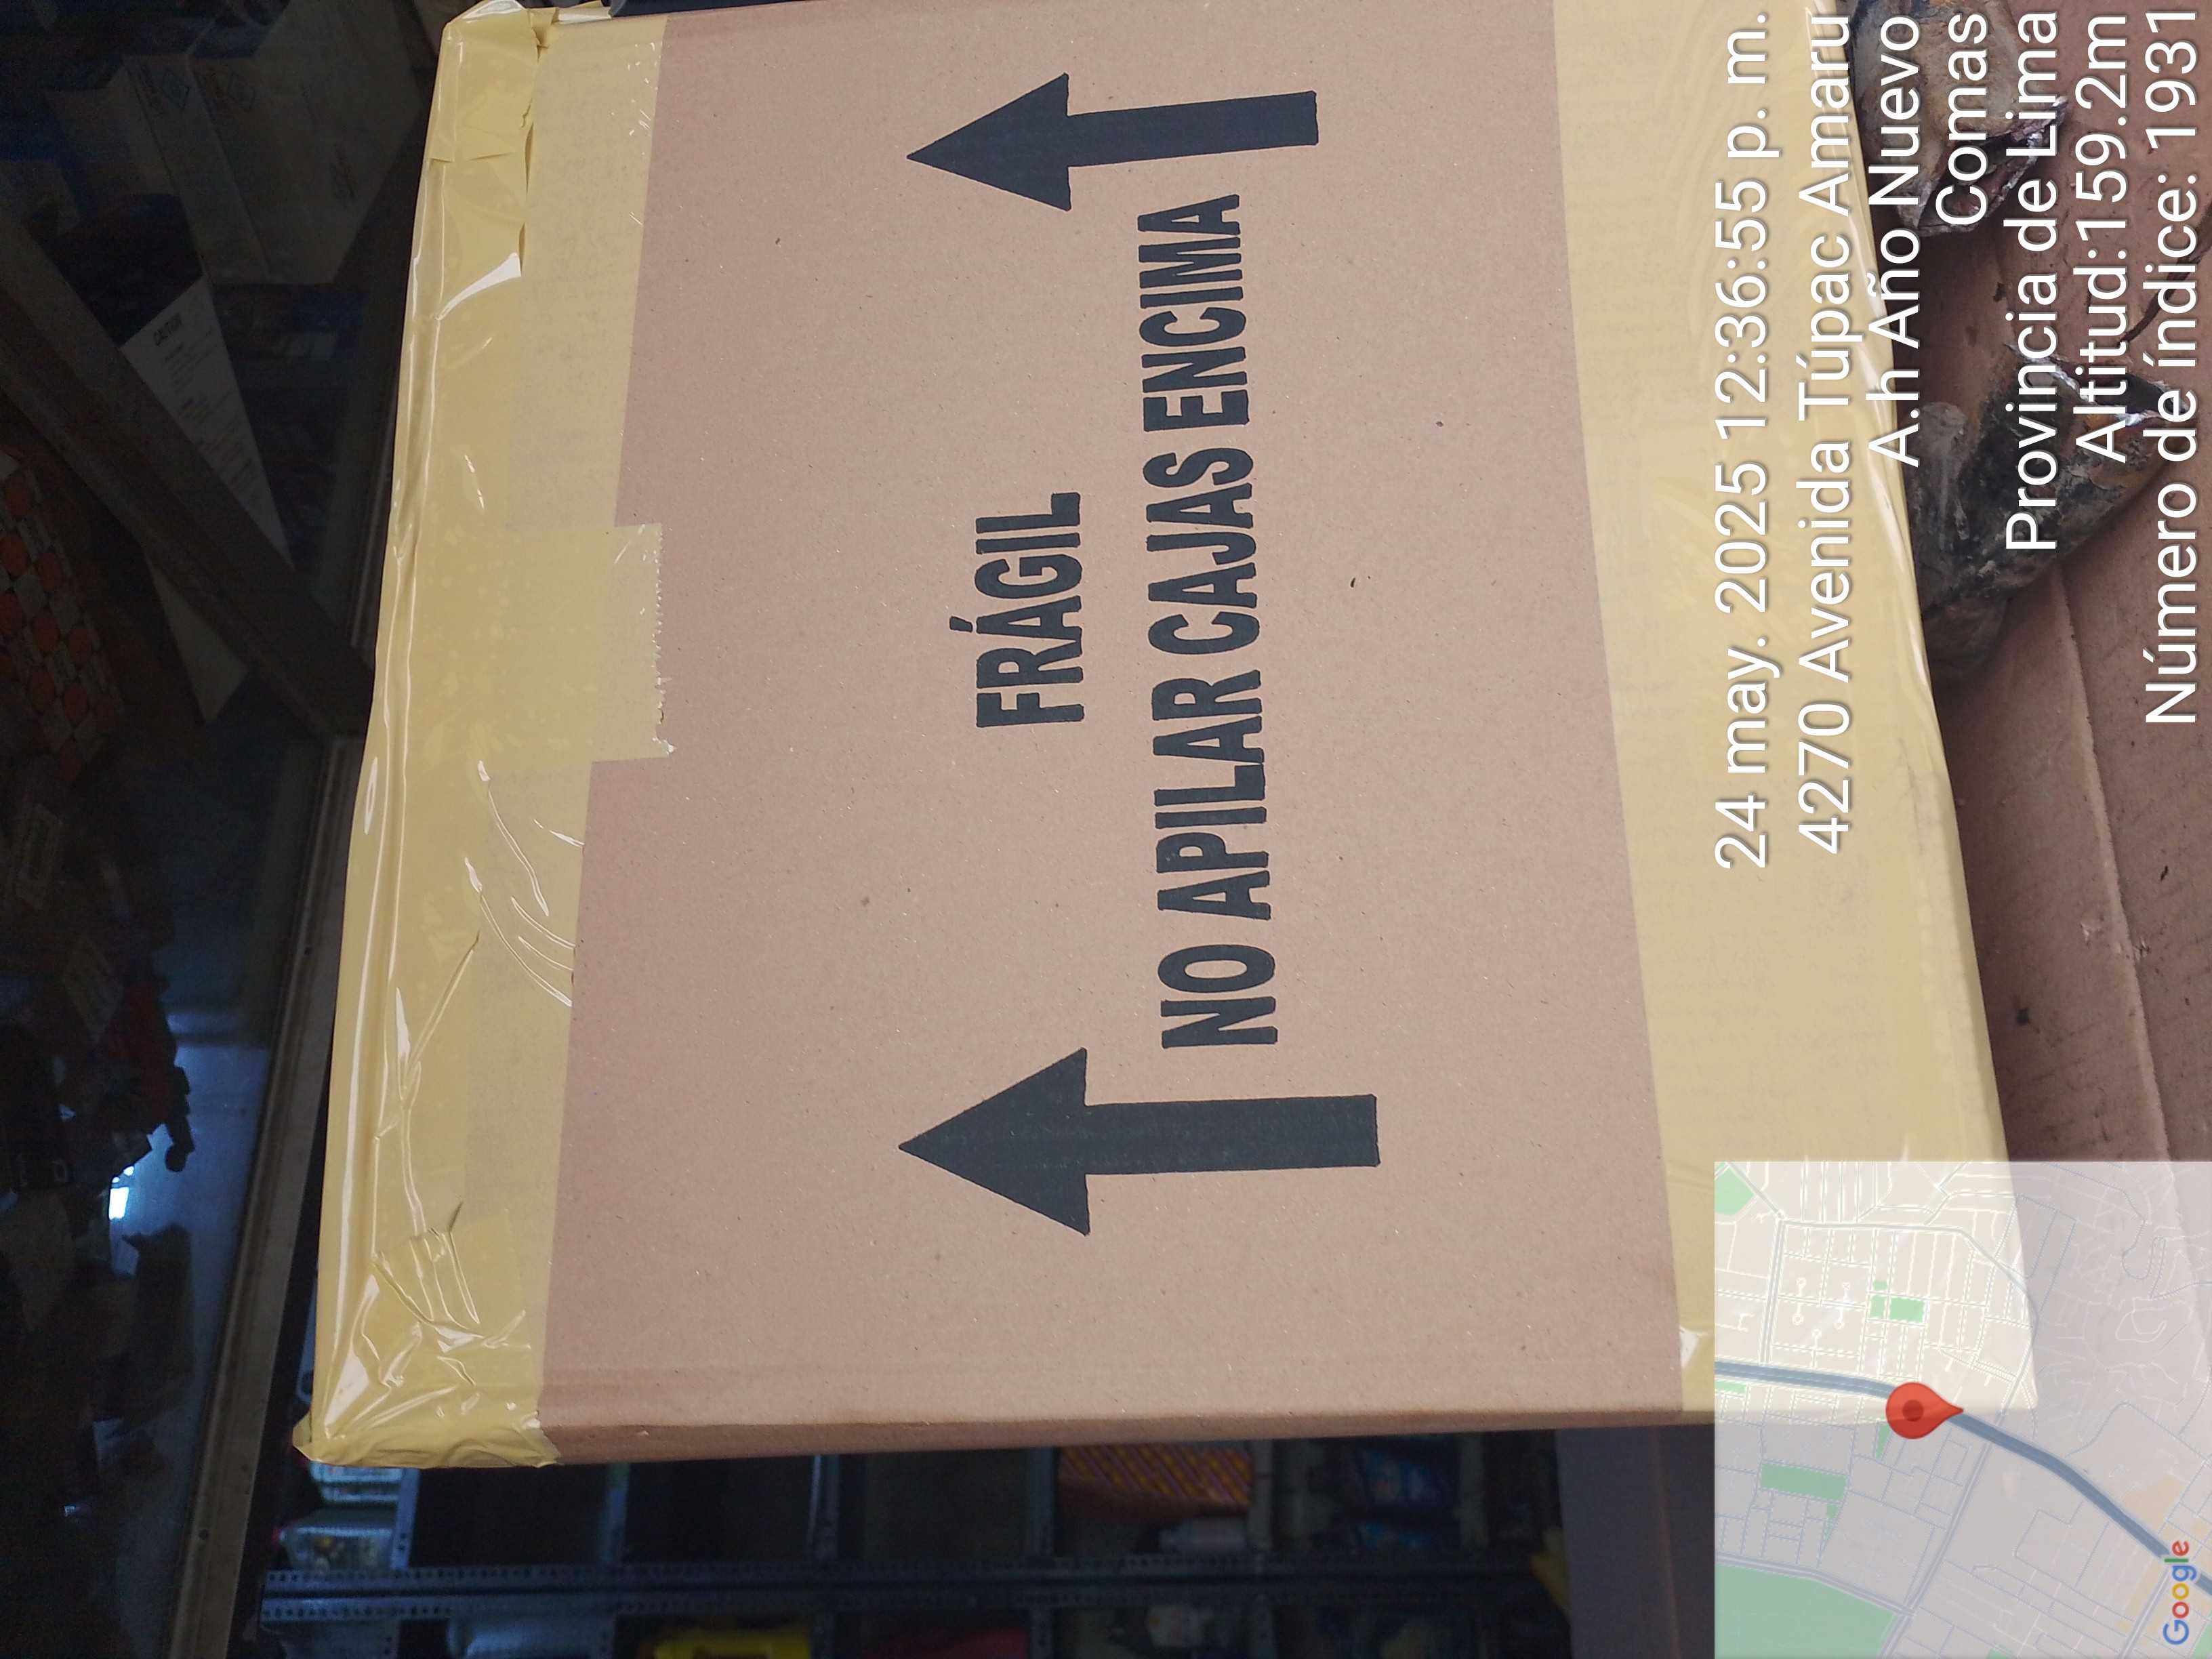 FRÁGIL
NO APILAR CAJAS ENCIMA
24 may. 2025 12:36:55 p. m.
4270 Avenida Túpac Amaru
A.h Año Nuevo
Comas
Provincia de Lima
Altitud:159.2m
Número de índice: 1931
Google